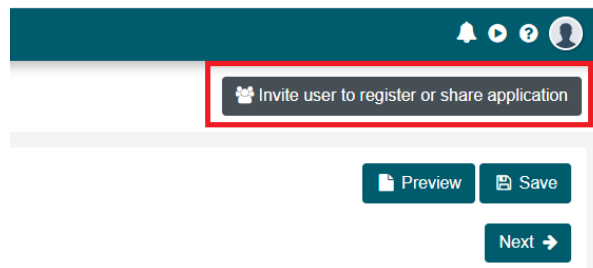 Invite user to register or share application
Preview
Save
Next